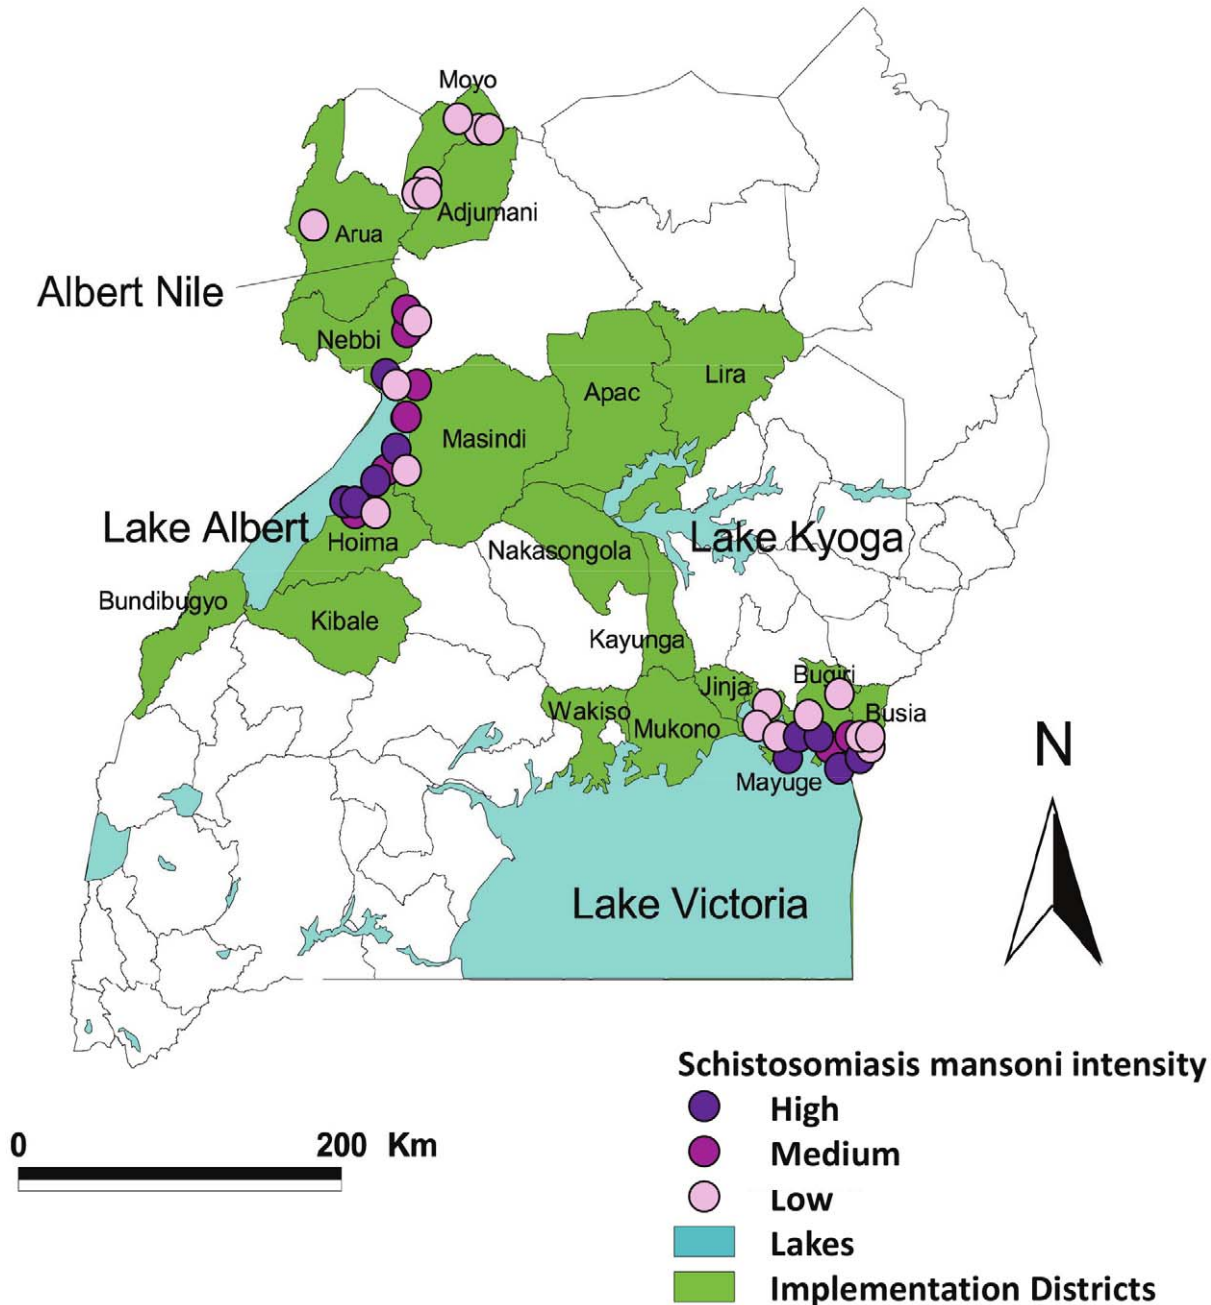 Moyo
Adjumani
Arua
Albert Nile
Nebbi
Lira
Apac
Masindi
Lake Albert
Hoima
Nakasongola
Lake Kyoga
Bundibugyo
Kibale
Kayunga
Jinja
Bugiri
Wakiso
Mukono
Busia
Mayuge
N
Lake Victoria
Schistosomiasis mansoni intensity
High
Medium
Low
Lakes
Implementation Districts
0 200 Km